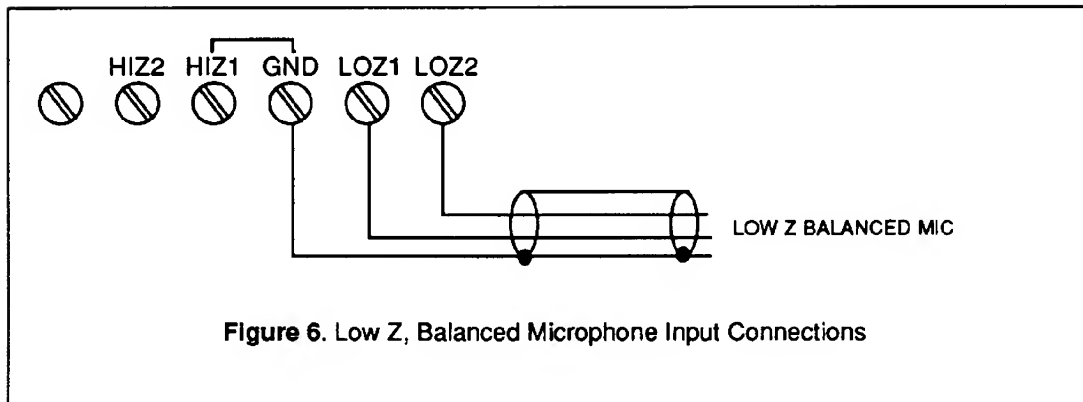 HIZ2 HIZ1 GND LOZ1 LOZ2
LOW Z BALANCED MIC
Figure 6. Low Z, Balanced Microphone Input Connections